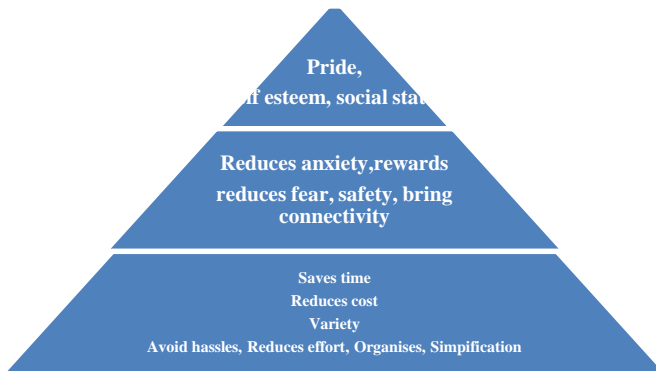 Pride,
esteem, social
Reduces anxiety,rewards
reduces fear, safety, bring
connectivity
Saves time
Reduces cost
Variety
Avoid hassles, Reduces effort, Organises, Simpification